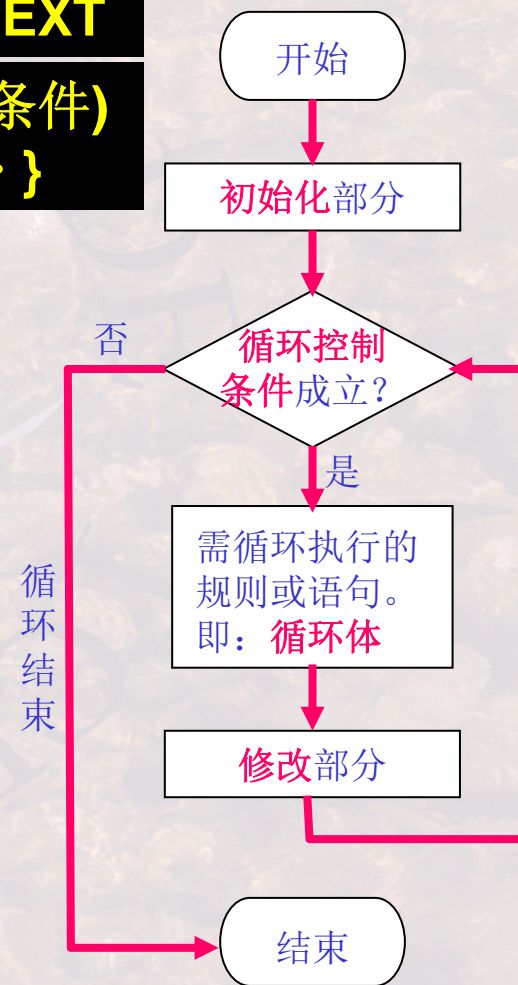 EXT
条件)
}
开始
初始化部分
否
循环控制
条件成立?
是
需循环执行的
规则或语句。
即：循环体
循
环
结
束
修改部分
结束